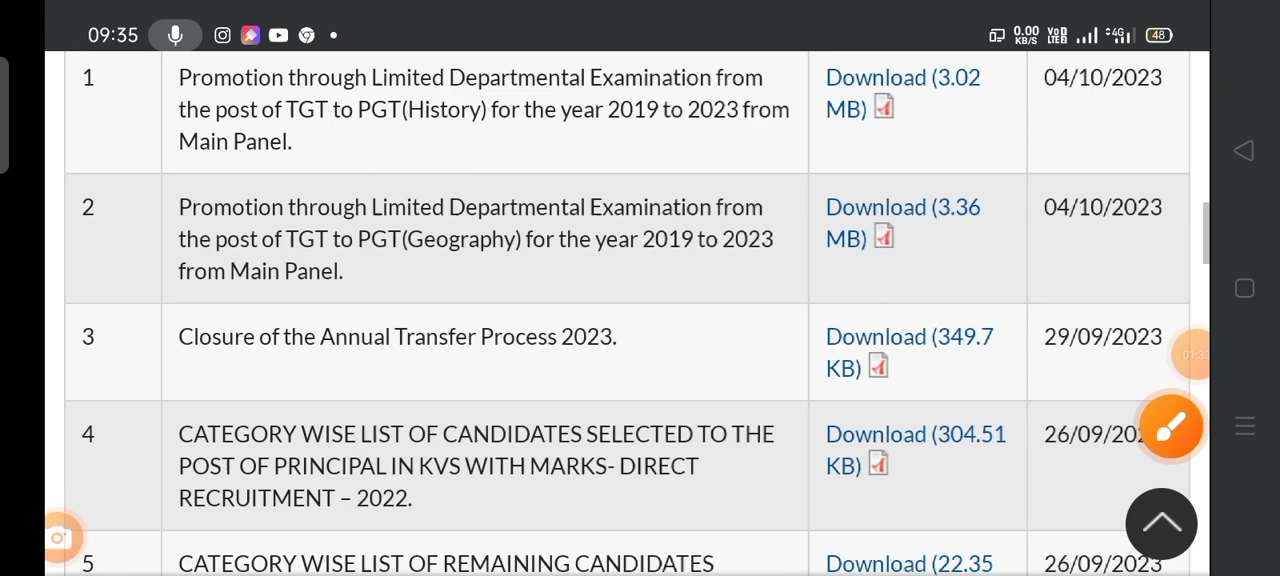 09:35
0.00 KB/S VoD LTED 4G 48
1 Promotion through Limited Departmental Examination from Download (3.02 04/10/2023
the post of TGT to PGT(History) for the year 2019 to 2023 from MB)
Main Panel.
2 Promotion through Limited Departmental Examination from Download (3.36 04/10/2023
the post of TGT to PGT(Geography) for the year 2019 to 2023 MB)
from Main Panel.
3 Closure of the Annual Transfer Process 2023. Download (349.7 29/09/2023
KB)
4 CATEGORY WISE LIST OF CANDIDATES SELECTED TO THE Download (304.51 26/09/202
POST OF PRINCIPAL IN KVS WITH MARKS- DIRECT KB)
RECRUITMENT – 2022.
5 CATEGORY WISE LIST OF REMAINING CANDIDATES Download (22.35 26/09/2023